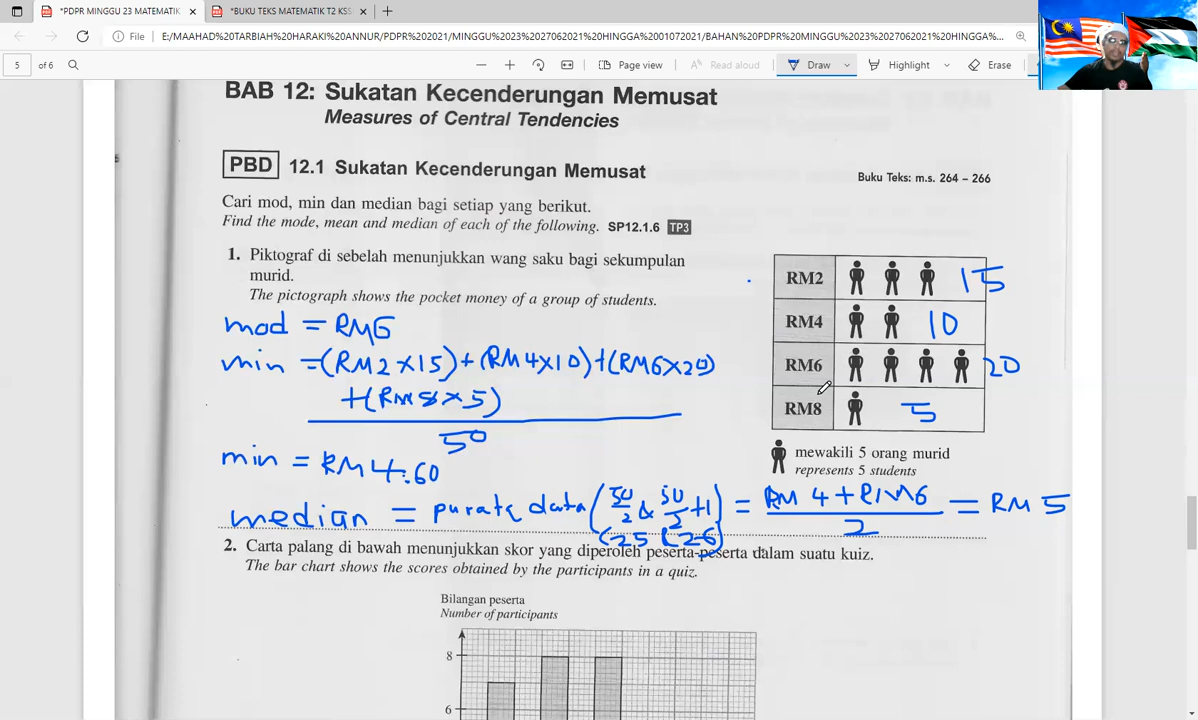 *PDPR MINGGU 23 MATEMATIK
*BUKU TEKS MATEMATIK T2 KSS
File
E:/MAAHAD%20TARBIAH%20HARAKI%20ANNUR/PDPR%202021/MINGGU%2023%2027062021%20HINGGA%2001072021/BAHAN%20PDPR%20MINGGU%2023%2027062021%20HINGGA%2001072021/HINGGA%20...
5 of 6
Page view
Read aloud
Draw
Highlight
Erase
BAB 12: Sukatan Kecenderungan Memusat
Measures of Central Tendencies
PBD 12.1 Sukatan Kecenderungan Memusat
Buku Teks: m.s. 264 – 266
Cari mod, min dan median bagi setiap yang berikut.
Find the mode, mean and median of each of the following. SP12.1.6 TP3
1. Piktograf di sebelah menunjukkan wang saku bagi sekumpulan
murid.
The pictograph shows the pocket money of a group of students.
RM2 15
RM4 10
RM6 20
RM8 5
mewakili 5 orang murid
represents 5 students
mod = RM6
min = (RM2×15)+(RM4×10)+(RM6×20)
+(RM8×5)
50
min = RM4.60
median = purata data (50/2 & 50/2+1) = RM4+RM6/2 = RM5
(25 (26)
2. Carta palang di bawah menunjukkan skor yang diperoleh peserta-peserta dalam suatu kuiz.
The bar chart shows the scores obtained by the participants in a quiz.
Bilangan peserta
Number of participants
8
6